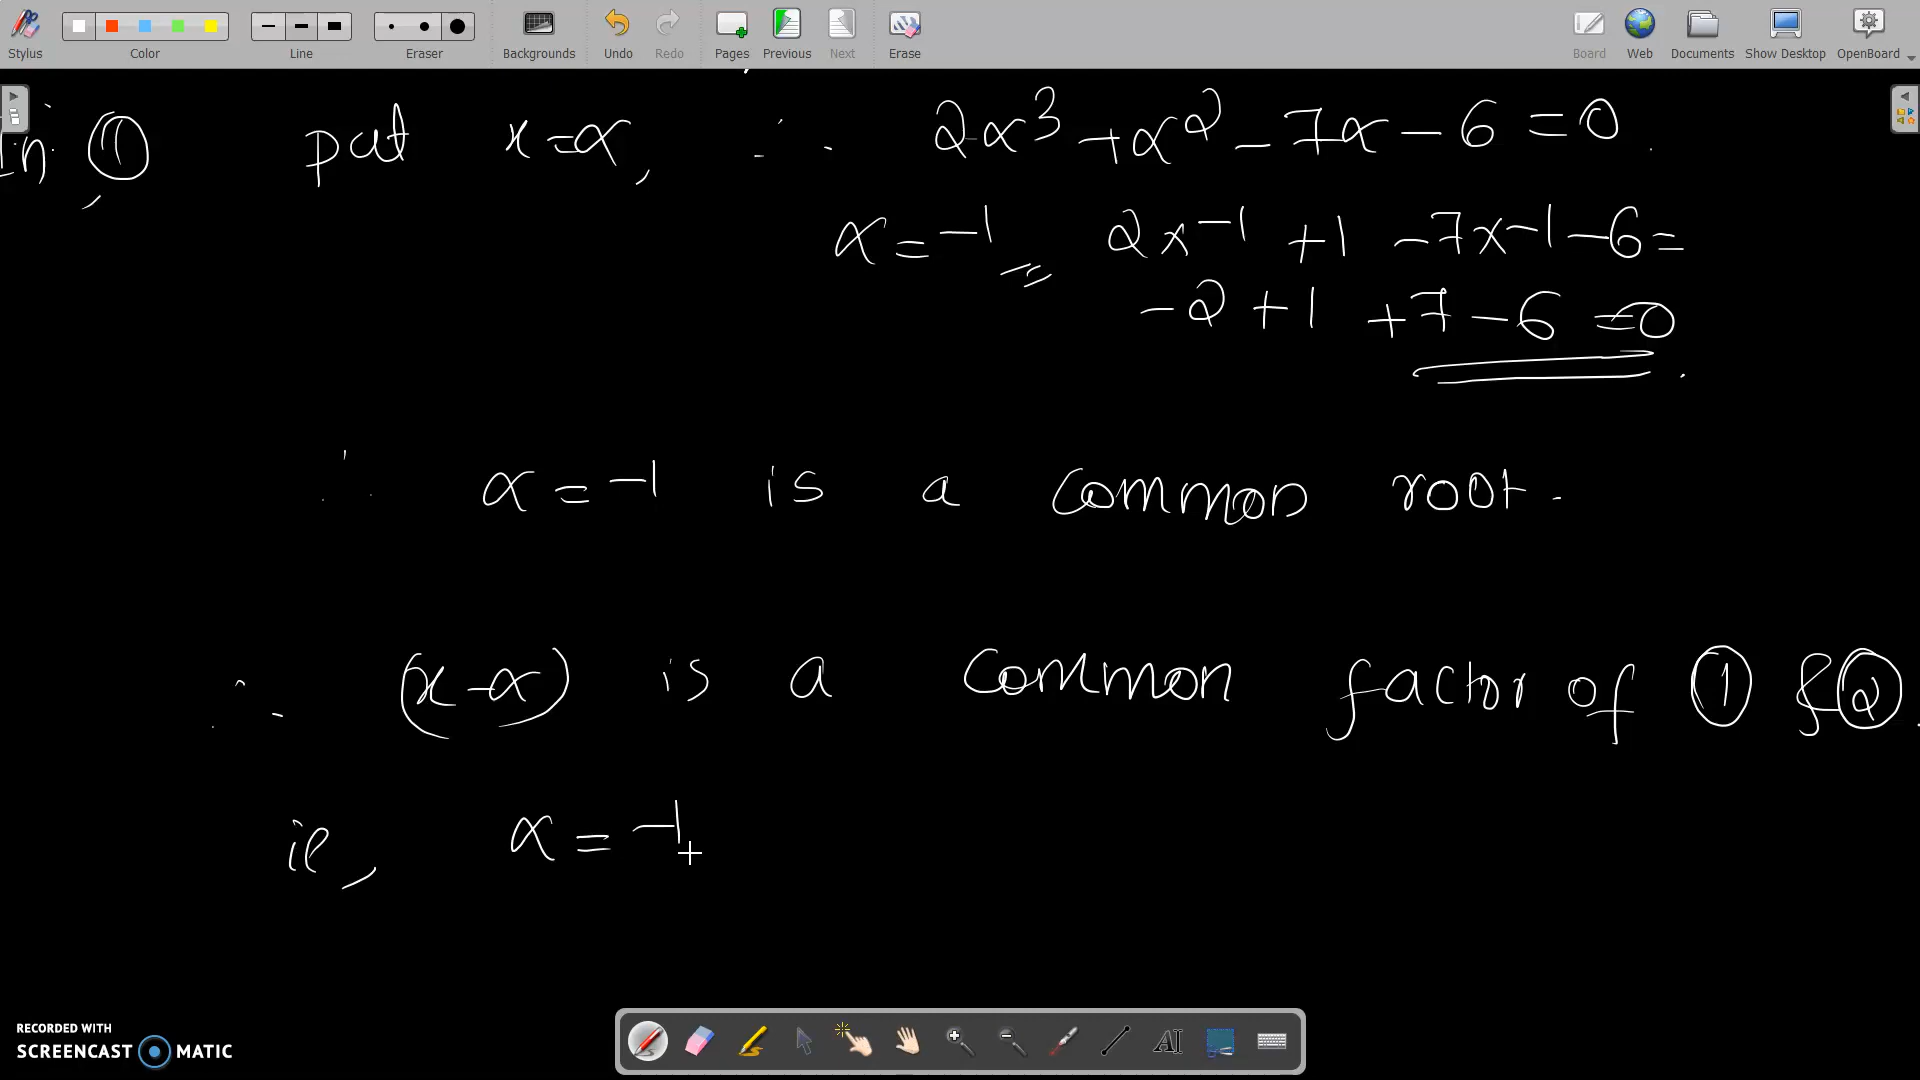 Stylus Color Line Eraser Backgrounds Undo Redo Pages Previous Next Erase Board Web Documents Show Desktop OpenBoard
In ①, put x=α, ∴ 2α³+α²-7α-6=0.
α=-1 2x-1 +1 -7x-1-6=
-2+1 +7-6=0
∴ α=-1 is a common root.
∴ (x-α) is a common factor of ① & ②.
ie, α=-1
RECORDED WITH
SCREENCAST MATIC